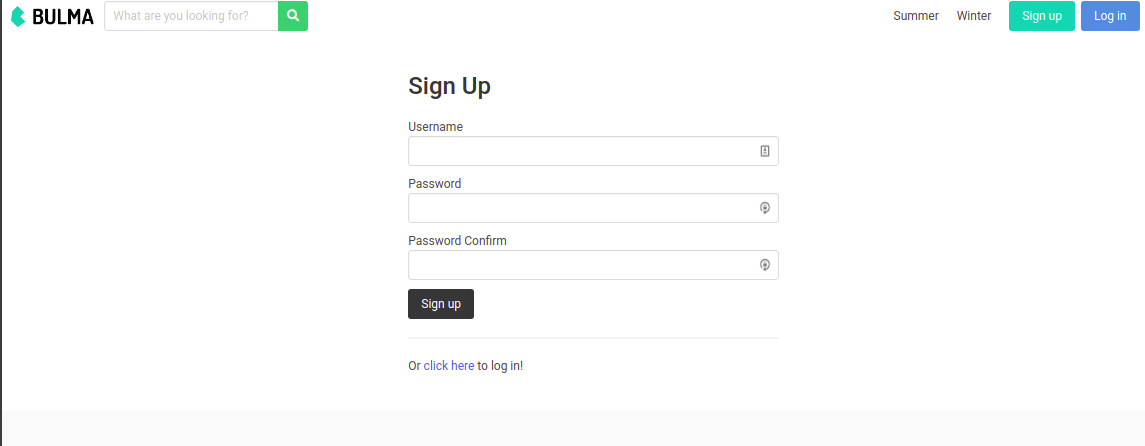 BULMA What are you looking for? Summer Winter Sign up Log in
Sign Up
Username
Password
Password Confirm
Sign up
Or click here to log in!